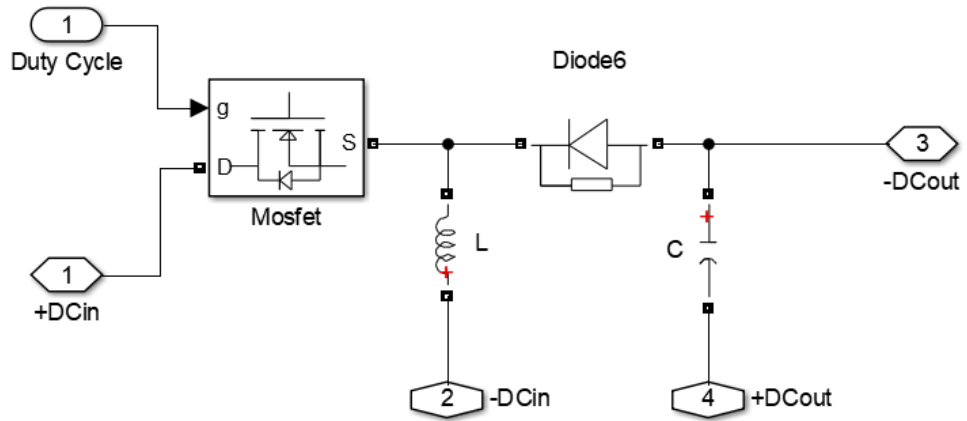 1
Duty Cycle
Diode6
g
S
D
Mosfet
3
-DCout
L
C
1
+DCin
2
-DCin
4
+DCout